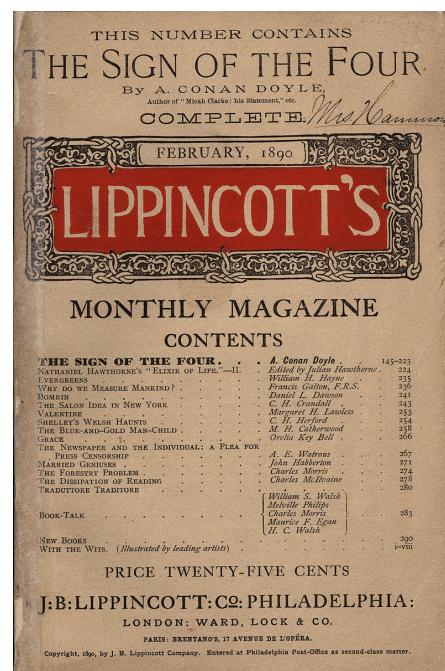 THIS NUMBER CONTAINS
THE SIGN OF THE FOUR
BY A. CONAN DOYLE,
Author of "Micah Clarke: his Statement," etc.
COMPLETE.
Mrs
FEBRUARY, 1890
LIPPINCOTT'S
MONTHLY MAGAZINE
CONTENTS
THE SIGN OF THE FOUR . . . A. Conan Doyle . 145–223
NATHANIEL HAWTHORNE'S "ELIXIR OF LIFE."—II. Edited by Julian Hawthorne . 224
EVERGREENS . William H. Hayne . 235
WHY DO WE MEASURE MANKIND? . Francis Galton, F.R.S. . 236
BOMBIN . Daniel L. Dawson . 241
THE SALON IDEA IN NEW YORK . C. H. Crandall . 243
VALENTINE . Margaret H. Lawless . 253
SHELLEY'S WELSH HAUNTS . C. H. Herford . 254
THE BLUE-AND-GOLD MAN-CHILD . M. H. Catherwood . 258
GRACE . Orelia Key Bell . 266
THE NEWSPAPER AND THE INDIVIDUAL: A PLEA FOR
PRESS CENSORSHIP . A. E. Watrous . 267
MARRIED GENIUSES . John Habberton . 271
THE FORESTRY PROBLEM . Charles Morris . 274
THE DISSIPATION OF READING . Charles McIlvaine . 278
TRADUTTORE TRADITORE . 280
William S. Walsh
Melville Philips
BOOK-TALK . Charles Morris . 283
Maurice F. Egan
H. C. Walsh
NEW BOOKS . 290
WITH THE WITS. (Illustrated by leading artists) . i–viii
PRICE TWENTY-FIVE CENTS
J:B:LIPPINCOTT:Co:PHILADELPHIA:
LONDON: WARD, LOCK & CO.
PARIS: BRENTANO'S, 17 AVENUE DE L'OPÉRA.
Copyright, 1890, by J. B. Lippincott Company. Entered at Philadelphia Post-Office as second-class matter.